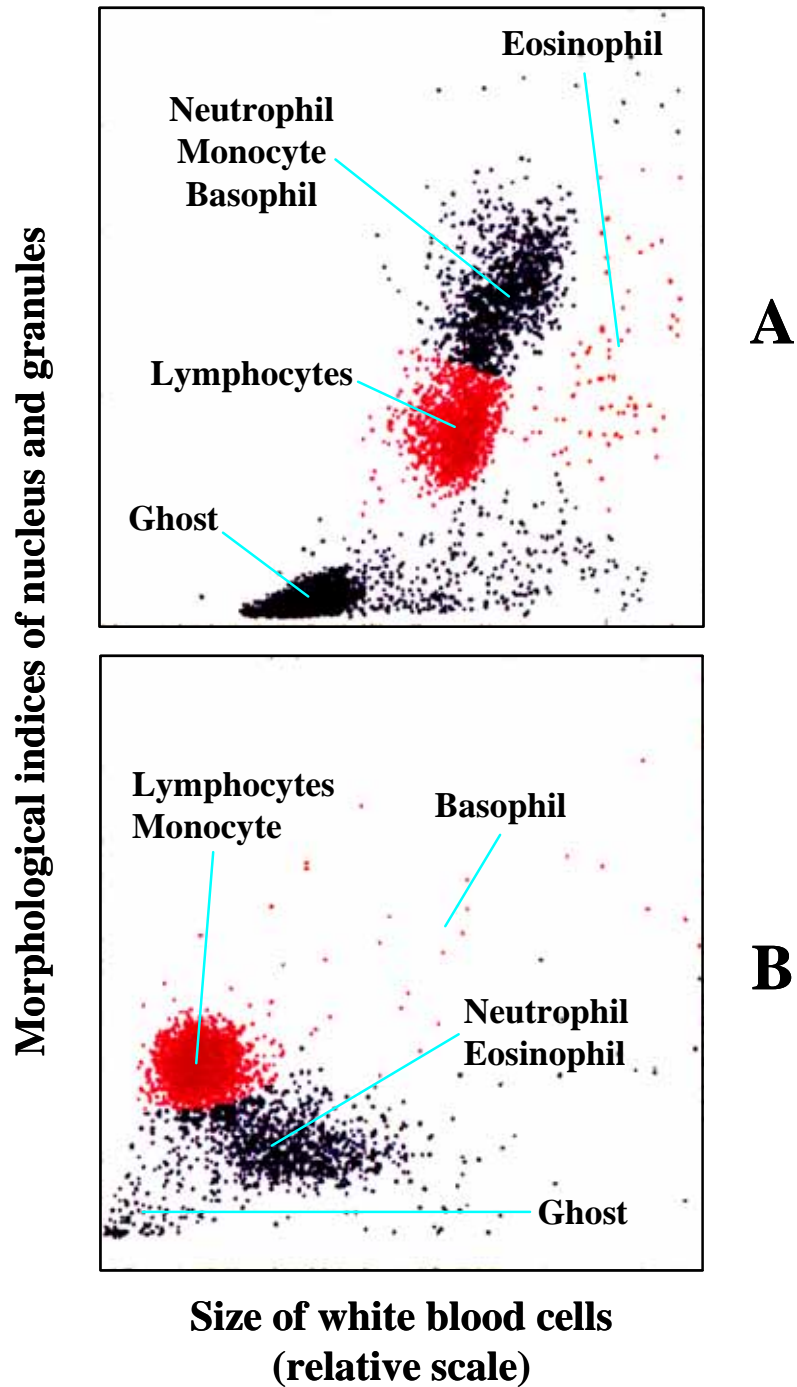 Morphological indices of nucleus and granules
Eosinophil
Neutrophil
Monocyte
Basophil
Lymphocytes
Ghost
A
Lymphocytes
Monocyte
Basophil
Neutrophil
Eosinophil
Ghost
B
Size of white blood cells
(relative scale)